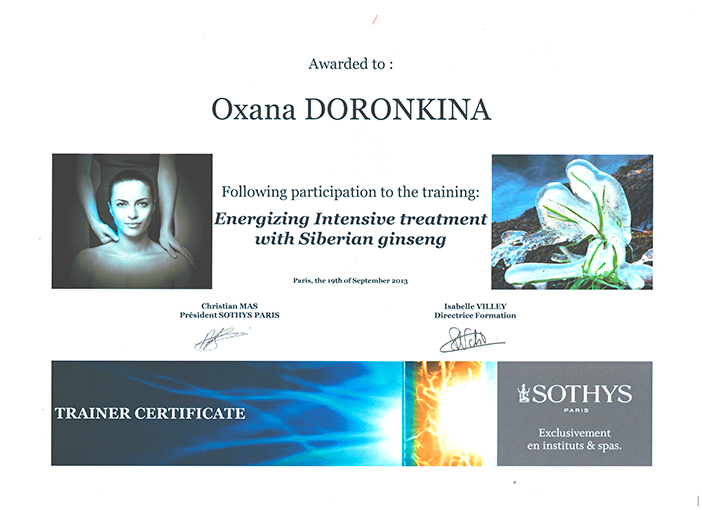 Awarded to :
Oxana DORONKINA
Following participation to the training:
Energizing Intensive treatment
with Siberian ginseng
Paris, the 19th of September 2013
Christian MAS
Président SOTHYS PARIS
Isabelle VILLEY
Directrice Formation
TRAINER CERTIFICATE
SOTHYS
PARIS
Exclusivement
en instituts & spas.